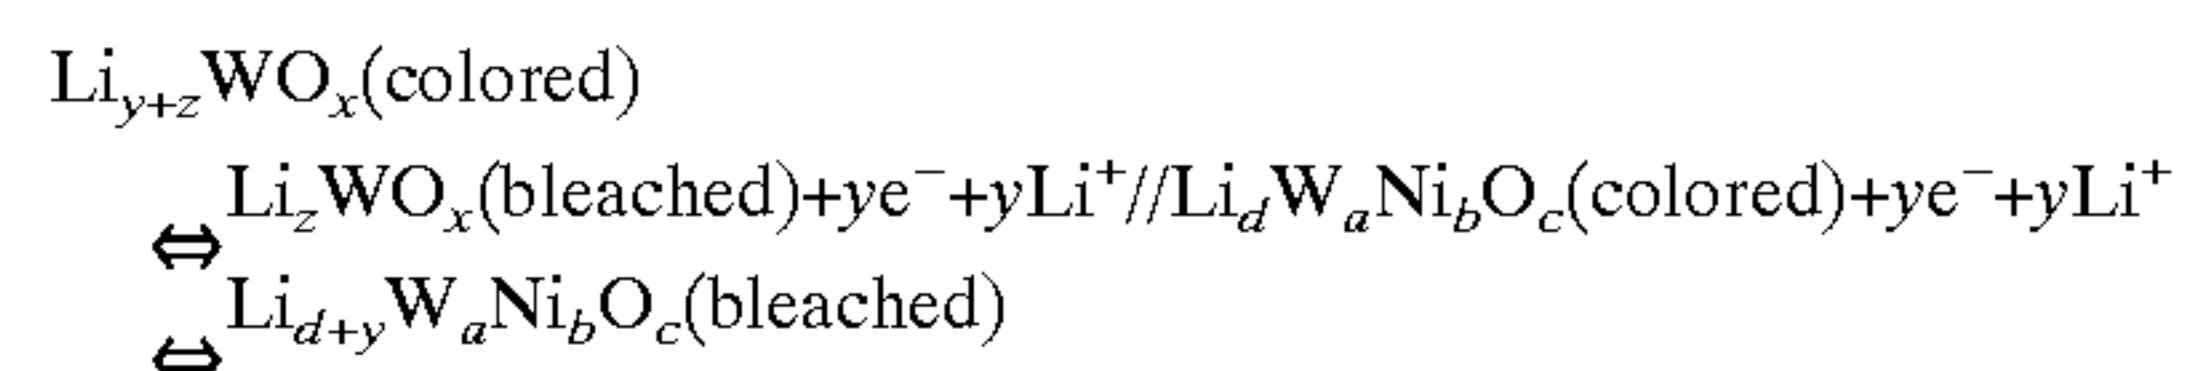 Li_{y+z}WO_x(colored)
⇔Li_zWO_x(bleached)+ye^-+yLi^+//Li_dW_aNi_bO_c(colored)+ye^-+yLi^+
⇔Li_{d+y}W_aNi_bO_c(bleached)